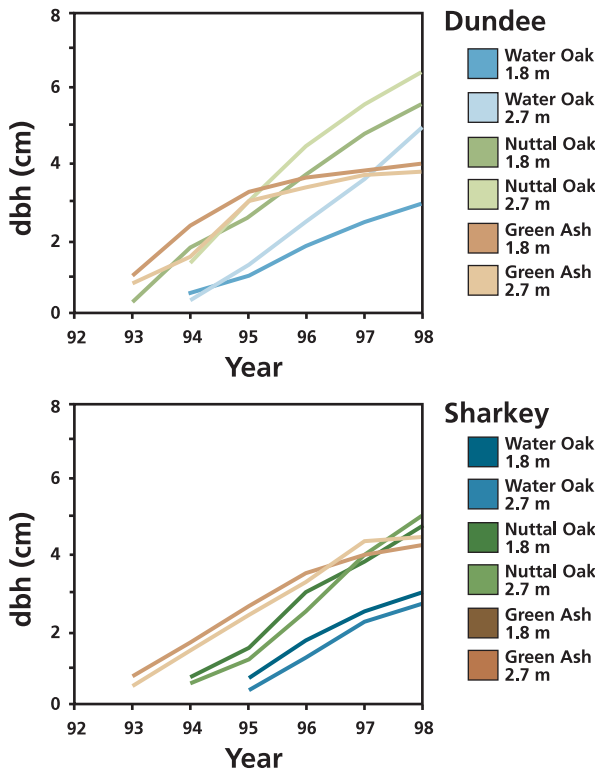 Dundee
8
6
4
2
0
dbh (cm)
92 93 94 95 96 97 98
Year
Water Oak
1.8 m
Water Oak
2.7 m
Nuttal Oak
1.8 m
Nuttal Oak
2.7 m
Green Ash
1.8 m
Green Ash
2.7 m
Sharkey
8
6
4
2
0
dbh (cm)
92 93 94 95 96 97 98
Year
Water Oak
1.8 m
Water Oak
2.7 m
Nuttal Oak
1.8 m
Nuttal Oak
2.7 m
Green Ash
1.8 m
Green Ash
2.7 m